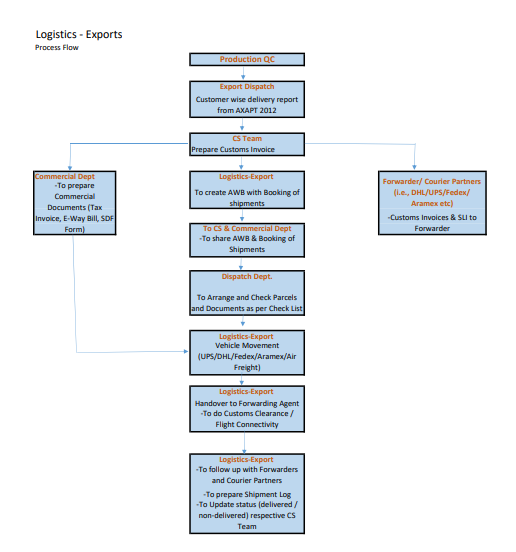 Logistics - Exports
Process Flow
Production QC
Export Dispatch
Customer wise delivery report
from AXAPT 2012
CS Team
Prepare Customs Invoice
Commercial Dept
-To prepare
Commercial
Documents (Tax
Invoice, E-Way Bill, SDF
Form)
Logistics-Export
To create AWB with Booking of
shipments
Forwarder/ Courier Partners
(i.e., DHL/UPS/Fedex/
Aramex etc)
-Customs Invoices & SLI to
Forwarder
To CS & Commercial Dept
-To share AWB & Booking of
Shipments
Dispatch Dept.
To Arrange and Check Parcels
and Documents as per Check List
Logistics-Export
Vehicle Movement
(UPS/DHL/Fedex/Aramex/Air
Freight)
Logistics-Export
Handover to Forwarding Agent
-To do Customs Clearance /
Flight Connectivity
Logistics-Export
-To follow up with Forwarders
and Courier Partners
-To prepare Shipment Log
-To Update status (delivered /
non-delivered) respective CS
Team